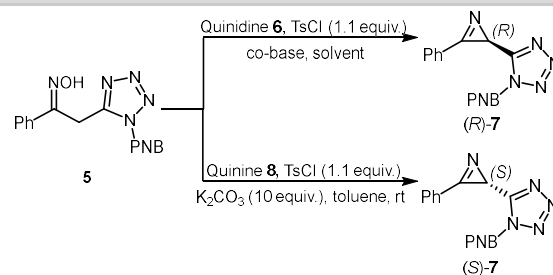 Quinidine 6, TsCl (1.1 equiv.)
co-base, solvent
NOH
Ph
N
N
N
N
PNB
5
N
(R)
Ph
N
N
N
N
PNB
(R)-7
Quinine 8, TsCl (1.1 equiv.)
K₂CO₃ (10 equiv.), toluene, rt
N
(S)
Ph
N
N
N
N
PNB
(S)-7